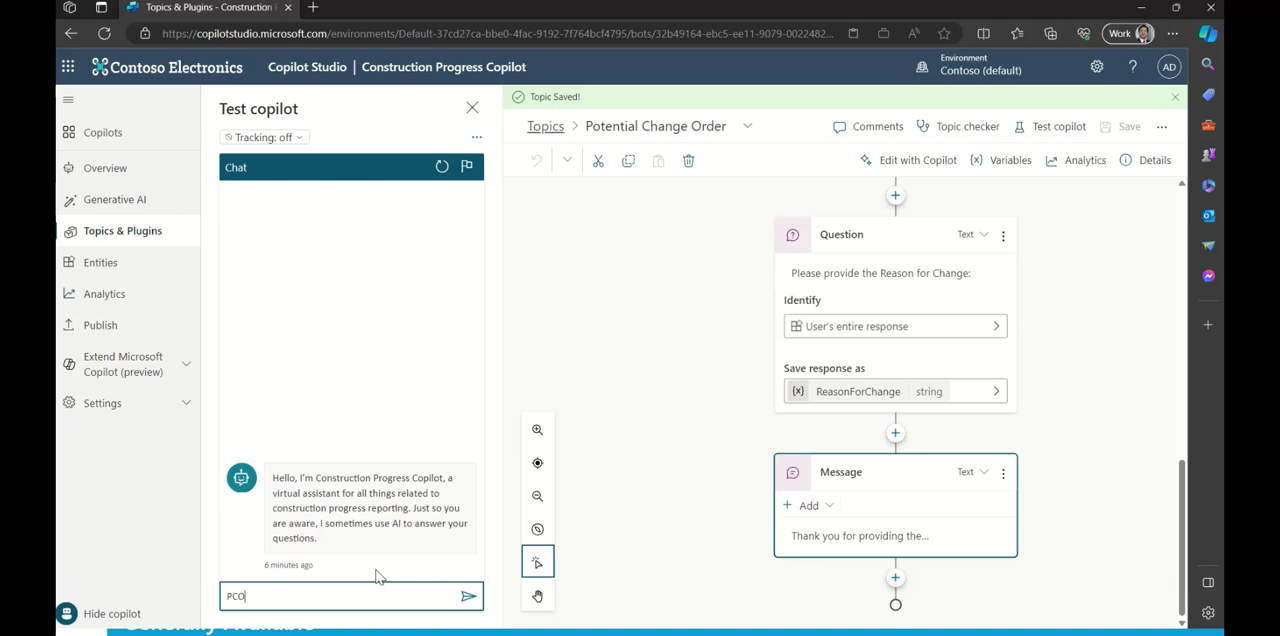 Topics & Plugins - Construction
https://copilotstudio.microsoft.com/environments/Default-37cd27ca-bbe0-4fac-9192-7f764bcf4795/bots/32b49164-ebc5-ee11-9079-0022482...
Work
Contoso Electronics
Copilot Studio | Construction Progress Copilot
Environment
Contoso (default)
AD
Copilots
Overview
Generative AI
Topics & Plugins
Entities
Analytics
Publish
Extend Microsoft
Copilot (preview)
Settings
Hide copilot
Test copilot
Tracking: off
Chat
Hello, I'm Construction Progress Copilot, a
virtual assistant for all things related to
construction progress reporting. Just so you
are aware, I sometimes use AI to answer your
questions.
6 minutes ago
PCO
Topic Saved!
Topics > Potential Change Order
Comments
Topic checker
Test copilot
Save
Edit with Copilot
{x} Variables
Analytics
Details
Question
Text
Please provide the Reason for Change:
Identify
User's entire response
Save response as
{x} ReasonForChange string
Message
Text
+ Add
Thank you for providing the...
Generally Available